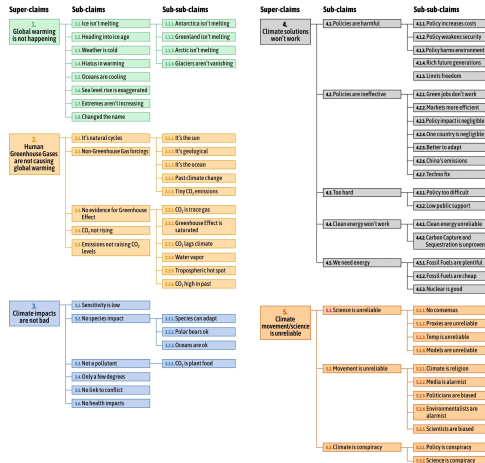 Super-claims
Sub-claims
Sub-sub-claims
1.
Global warming
is not happening
1.1. Ice isn't melting
1.1.1. Antarctica isn't melting
1.1.2. Greenland isn't melting
1.1.3. Arctic isn't melting
1.1.4. Glaciers aren't vanishing
1.2. Heading into ice age
1.3. Weather is cold
1.4. Hiatus in warming
1.5. Oceans are cooling
1.6. Sea level rise is exaggerated
1.7. Extremes aren't increasing
1.8. Changed the name
2.
Human
Greenhouse Gases
are not causing
global warming
2.1. It's natural cycles
2.1.1. It's the sun
2.1.2. It's geological
2.1.3. It's the ocean
2.1.4. Past climate change
2.1.5. Tiny CO₂ emissions
2.2. Non-Greenhouse Gas forcings
2.3. No evidence for Greenhouse
Effect
2.3.1. CO₂ is trace gas
2.3.2. Greenhouse Effect is
saturated
2.3.3. CO₂ lags climate
2.3.4. Water vapor
2.3.5. Tropospheric hot spot
2.3.6. CO₂ high in past
2.4. CO₂ not rising
2.5. Emissions not raising CO₂
levels
3.
Climate impacts
are not bad
3.1. Sensitivity is low
3.2. No species impact
3.2.1. Species can adapt
3.2.2. Polar bears ok
3.2.3. Oceans are ok
3.3. Not a pollutant
3.3.1. CO₂ is plant food
3.4. Only a few degrees
3.5. No link to conflict
3.6. No health impacts
Super-claims
Sub-claims
Sub-sub-claims
4.
Climate solutions
won't work
4.1. Policies are harmful
4.1.1. Policy increases costs
4.1.2. Policy weakens security
4.1.3. Policy harms environment
4.1.4. Rich future generations
4.1.5. Limits freedom
4.2. Policies are ineffective
4.2.1. Green jobs don't work
4.2.2. Markets more efficient
4.2.3. Policy impact is negligible
4.2.4. One country is negligible
4.2.5. Better to adapt
4.2.6. China's emissions
4.2.7. Techno fix
4.3. Too hard
4.3.1. Policy too difficult
4.3.2. Low public support
4.4. Clean energy won't work
4.4.1. Clean energy unreliable
4.4.2. Carbon Capture and
Sequestration is unproven
4.5. We need energy
4.5.1. Fossil Fuels are plentiful
4.5.2. Fossil Fuels are cheap
4.5.3. Nuclear is good
5.
Climate
movement/science
is unreliable
5.1. Science is unreliable
5.1.1. No consensus
5.1.2. Proxies are unreliable
5.1.3. Temp is unreliable
5.1.4. Models are unreliable
5.2. Movement is unreliable
5.2.1. Climate is religion
5.2.2. Media is alarmist
5.2.3. Politicians are biased
5.2.4. Environmentalists are
alarmist
5.2.5. Scientists are biased
5.3. Climate is conspiracy
5.3.1. Policy is conspiracy
5.3.2. Science is conspiracy